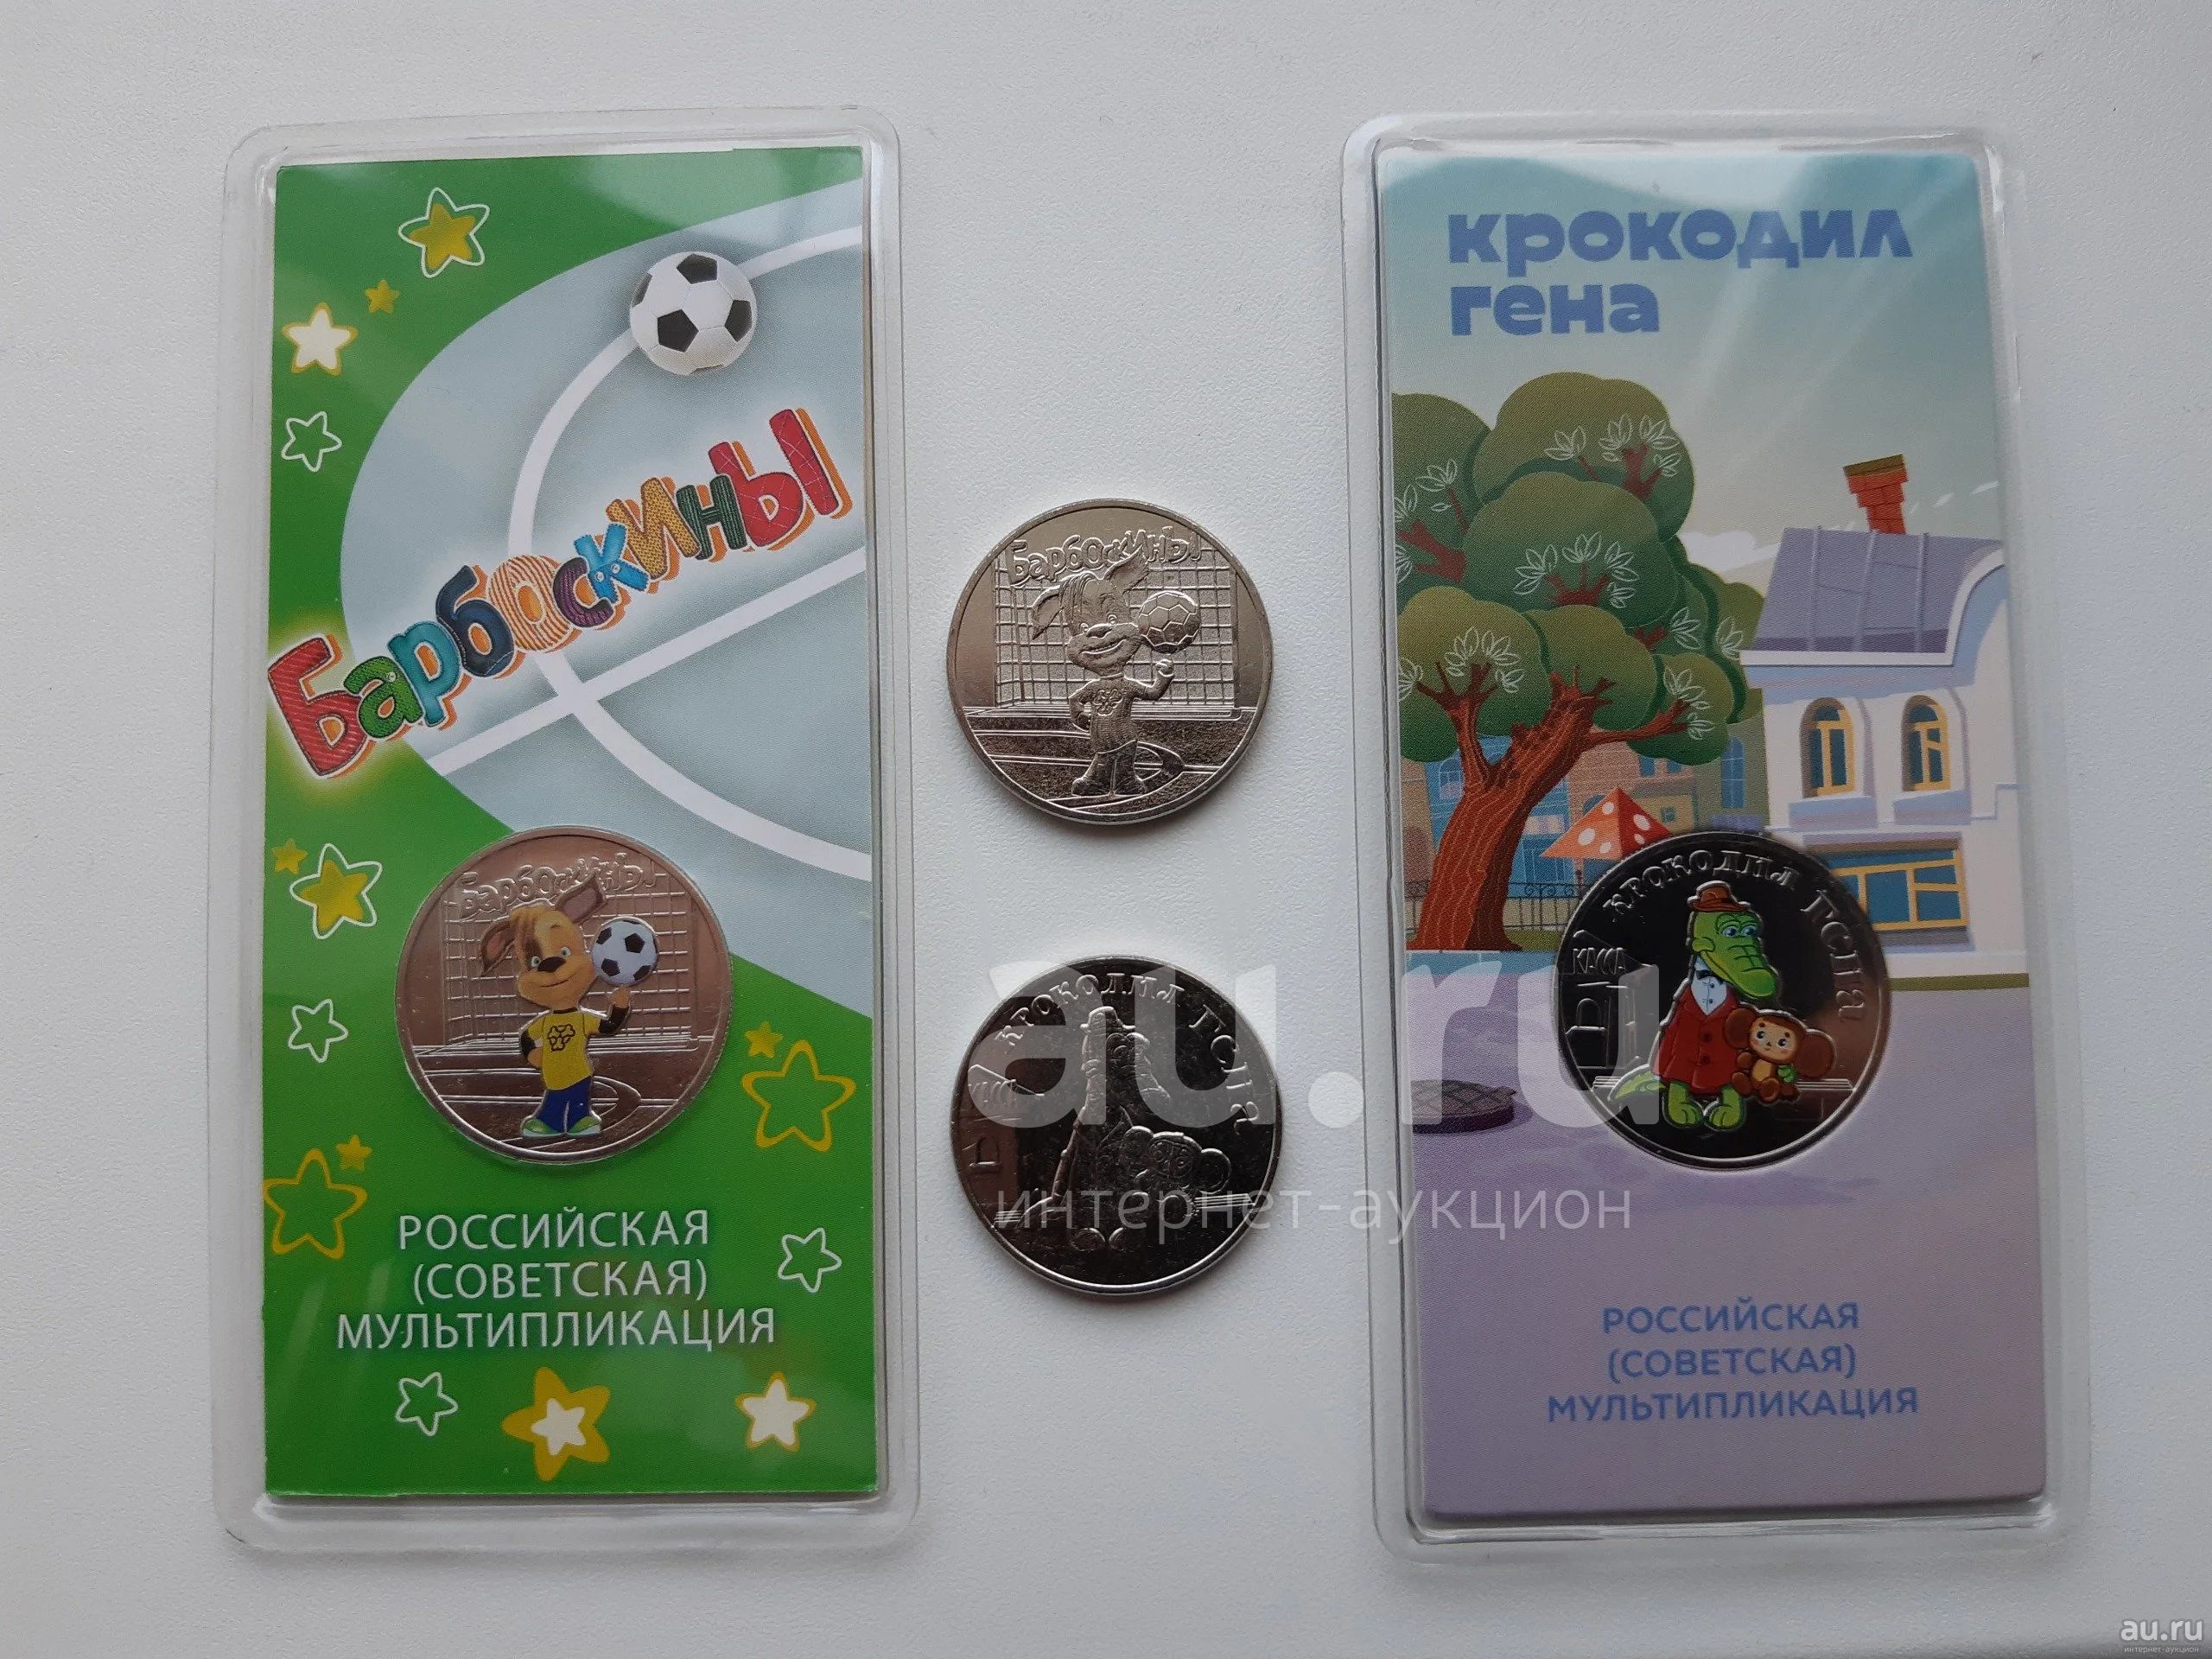 Барбоскины
Барбоскины
РОССИЙСКАЯ
(СОВЕТСКАЯ)
МУЛЬТИПЛИКАЦИЯ
Барбоскины
КРОКОДИЛ Гена
КАССА
крокодил
гена
КРОКОДИЛ Гена
КАССА
РОССИЙСКАЯ
(СОВЕТСКАЯ)
МУЛЬТИПЛИКАЦИЯ
au.ru
интернет-аукцион
au.ru
интернет-аукцион